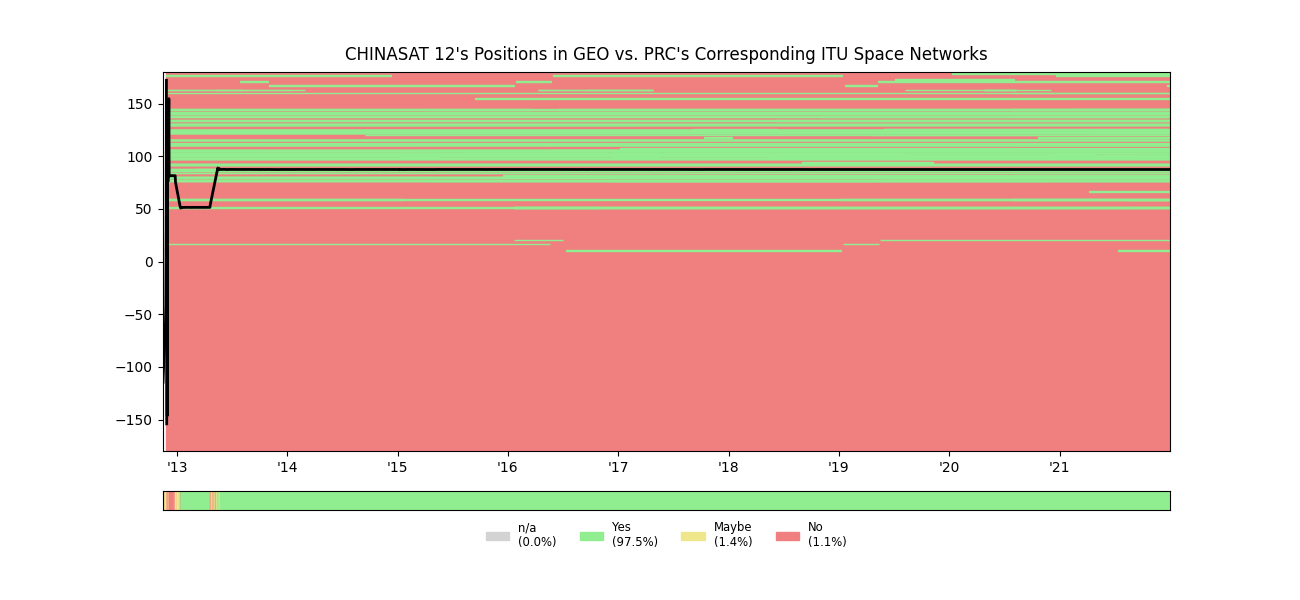 CHINASAT 12's Positions in GEO vs. PRC's Corresponding ITU Space Networks
150
100
50
0
−50
−100
−150
'13 '14 '15 '16 '17 '18 '19 '20 '21
n/a Yes Maybe No
(0.0%) (97.5%) (1.4%) (1.1%)